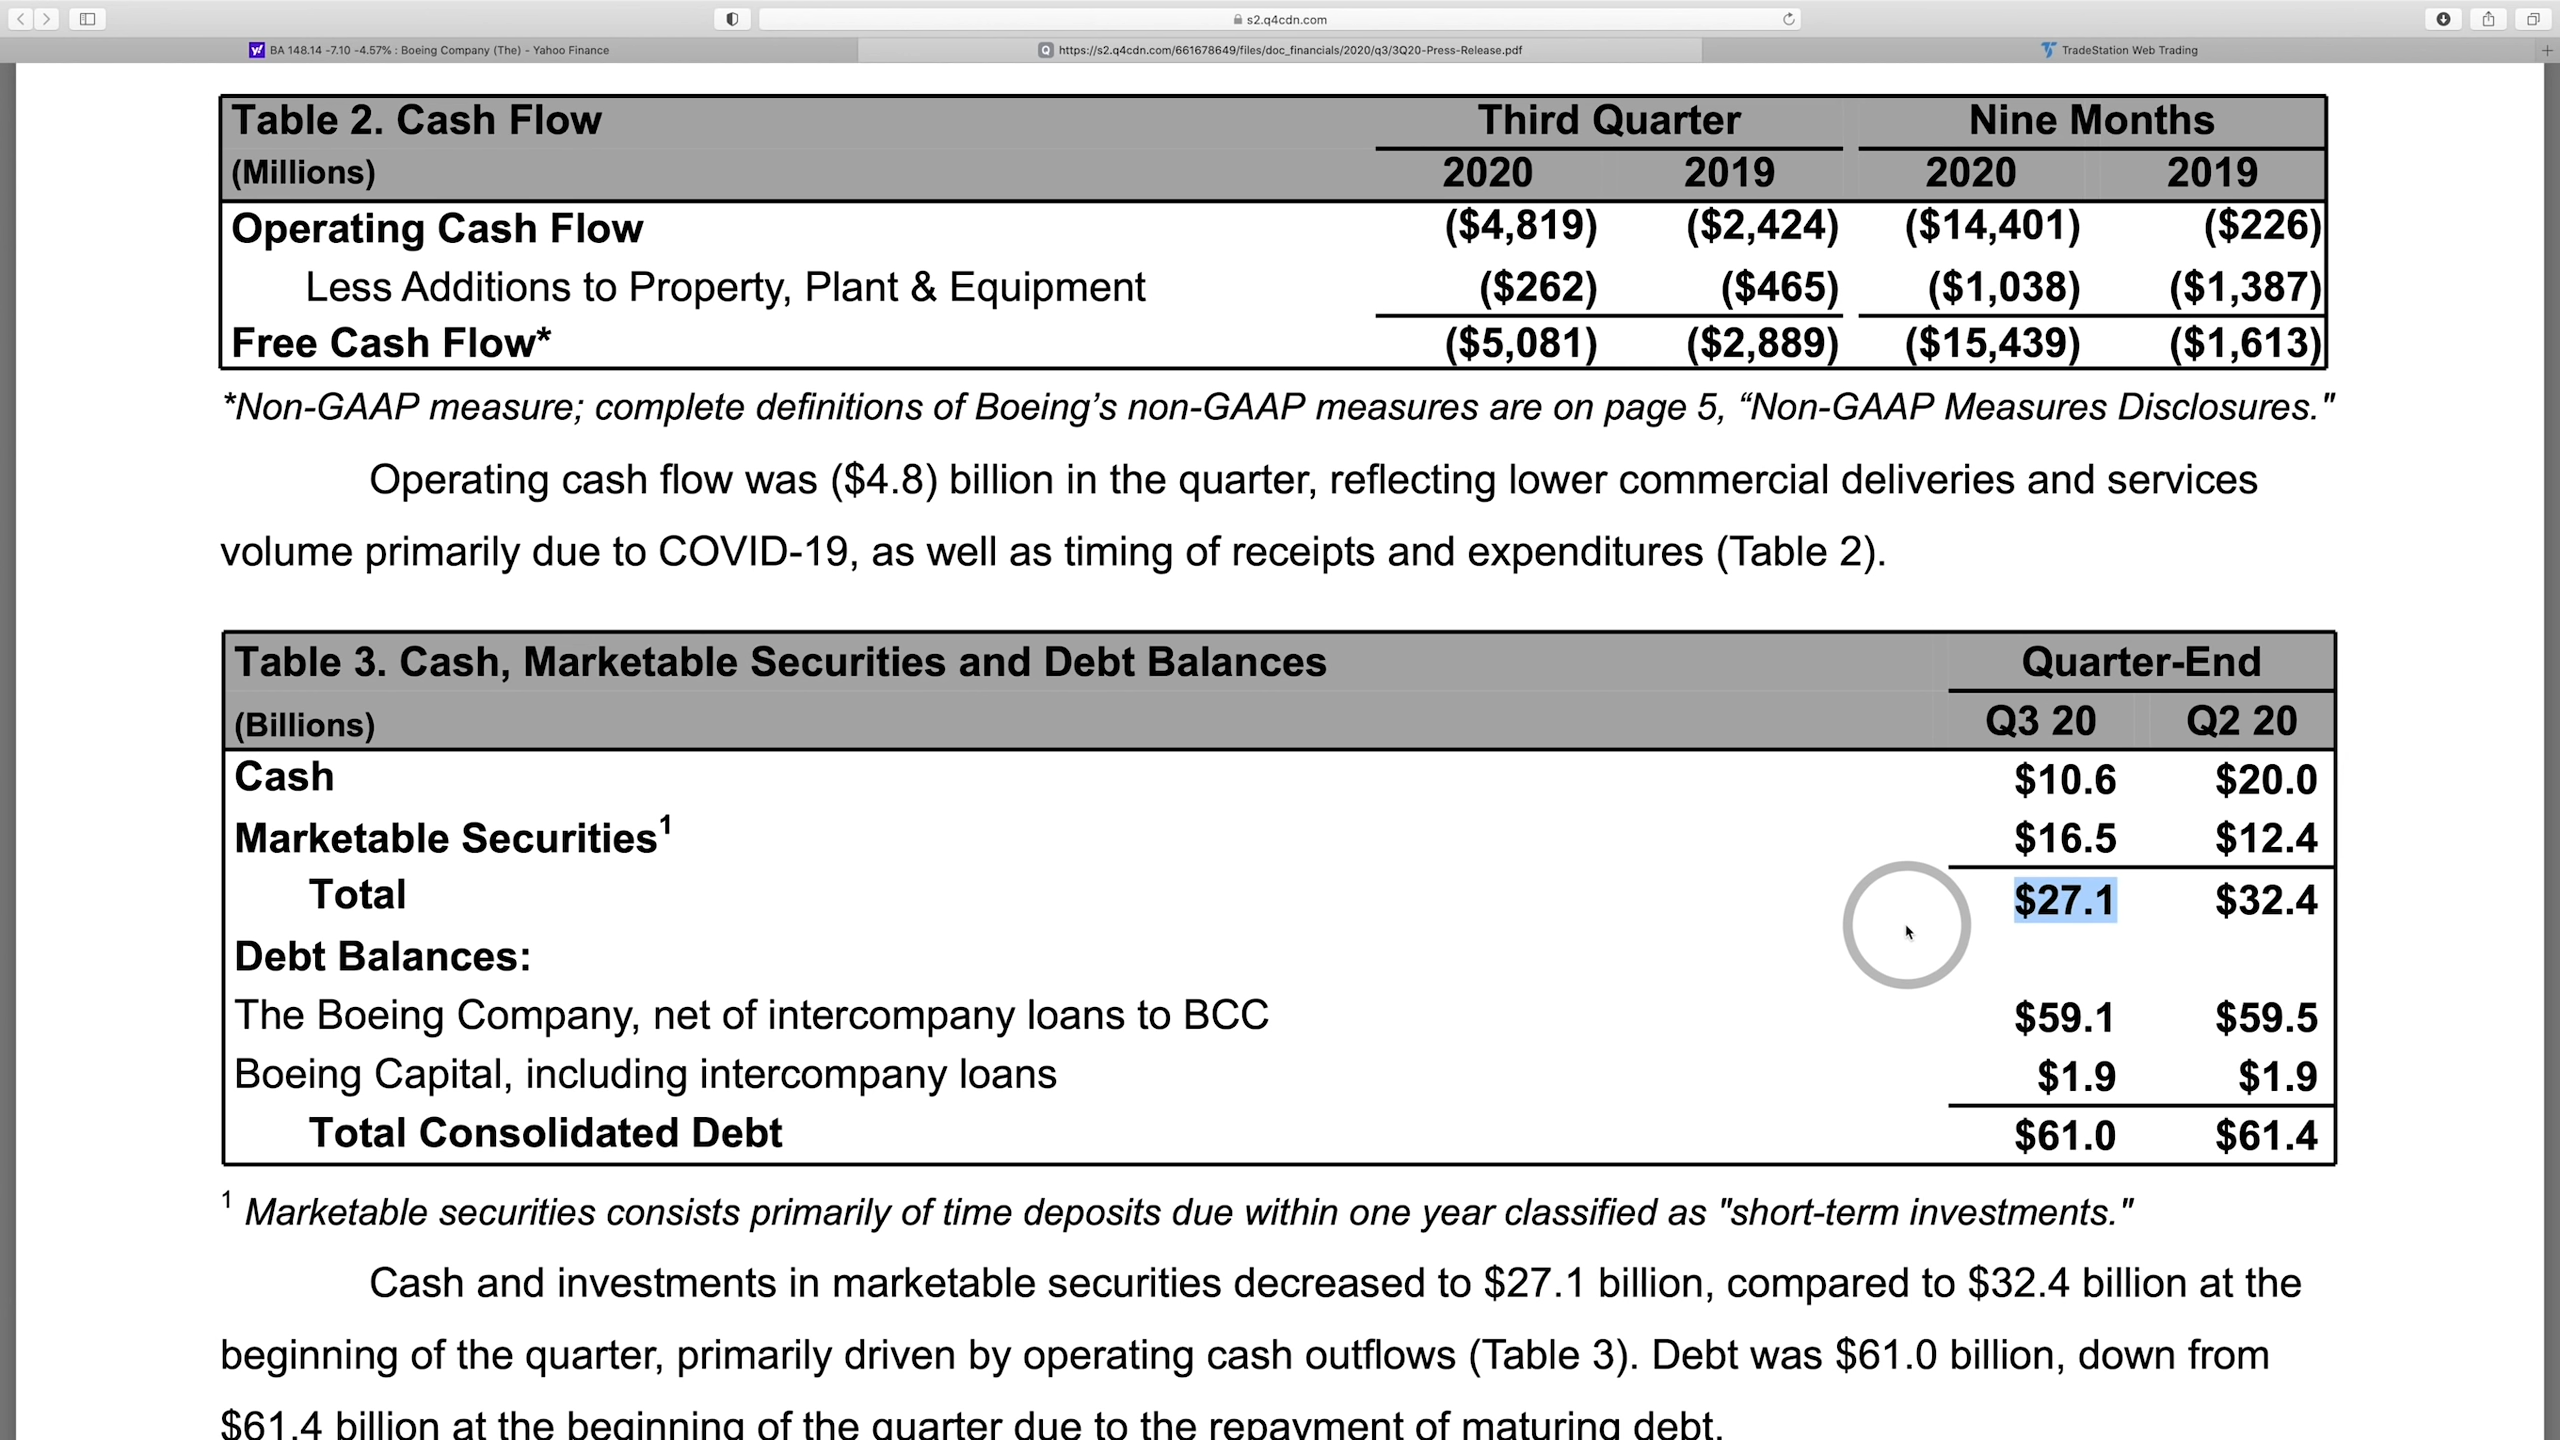 s2.q4cdn.com
BA 148.14 -7.10 -4.57% : Boeing Company (The) - Yahoo Finance
https://s2.q4cdn.com/661678649/files/doc_financials/2020/q3/3Q20-Press-Release.pdf
TradeStation Web Trading
Table 2. Cash Flow Third Quarter Nine Months
(Millions) 2020 2019 2020 2019
Operating Cash Flow ($4,819) ($2,424) ($14,401) ($226)
Less Additions to Property, Plant & Equipment ($262) ($465) ($1,038) ($1,387)
Free Cash Flow* ($5,081) ($2,889) ($15,439) ($1,613)
*Non-GAAP measure; complete definitions of Boeing’s non-GAAP measures are on page 5, “Non-GAAP Measures Disclosures."
Operating cash flow was ($4.8) billion in the quarter, reflecting lower commercial deliveries and services
volume primarily due to COVID-19, as well as timing of receipts and expenditures (Table 2).
Table 3. Cash, Marketable Securities and Debt Balances Quarter-End
(Billions) Q3 20 Q2 20
Cash $10.6 $20.0
Marketable Securities¹ $16.5 $12.4
Total $27.1 $32.4
Debt Balances:
The Boeing Company, net of intercompany loans to BCC $59.1 $59.5
Boeing Capital, including intercompany loans $1.9 $1.9
Total Consolidated Debt $61.0 $61.4
¹ Marketable securities consists primarily of time deposits due within one year classified as "short-term investments."
Cash and investments in marketable securities decreased to $27.1 billion, compared to $32.4 billion at the
beginning of the quarter, primarily driven by operating cash outflows (Table 3). Debt was $61.0 billion, down from
$61.4 billion at the beginning of the quarter due to the repayment of maturing debt.